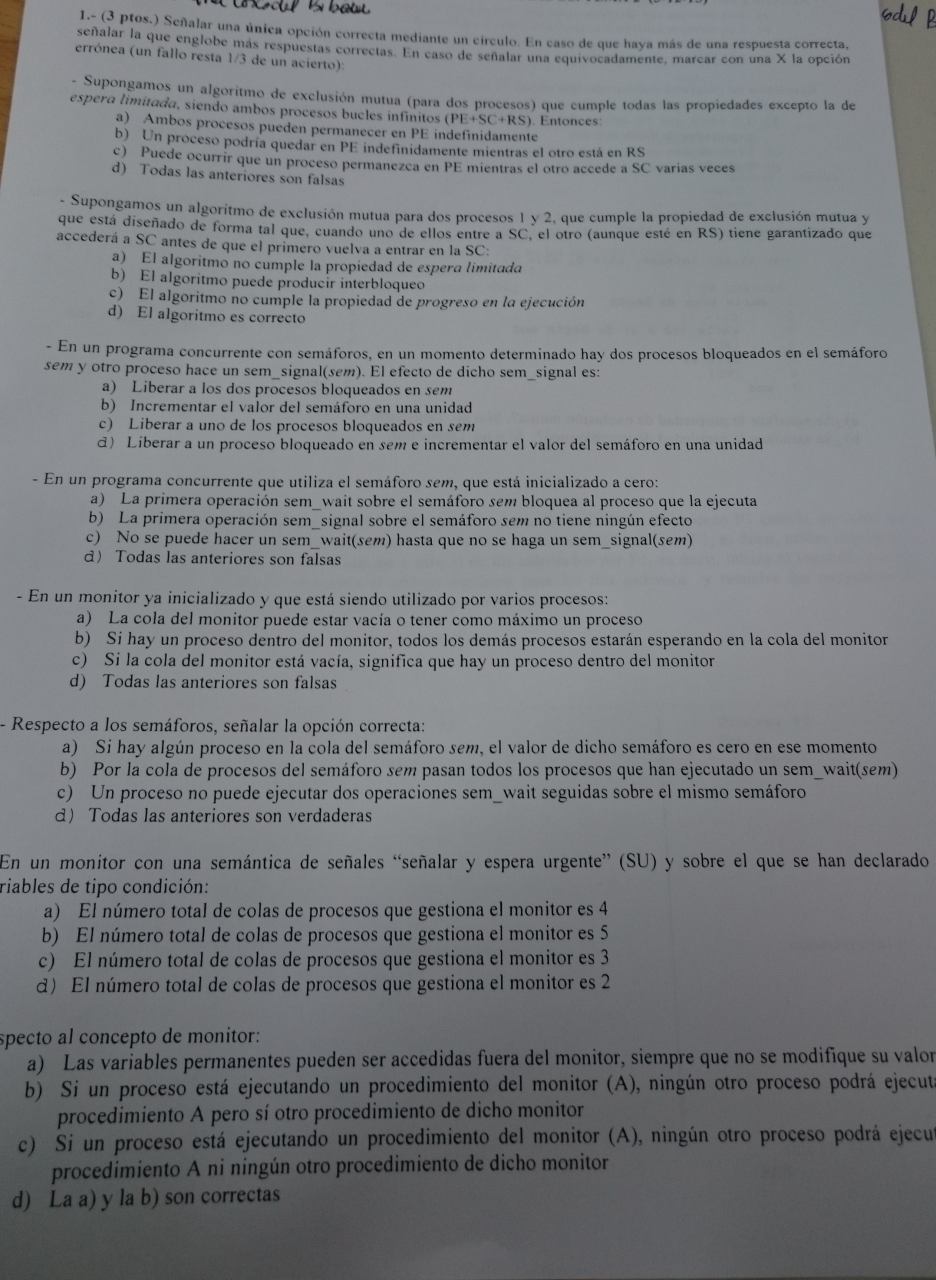 1.- (3 ptos.) Señalar una única opción correcta mediante un círculo. En caso de que haya más de una respuesta correcta,
señalar la que englobe más respuestas correctas. En caso de señalar una equivocadamente, marcar con una X la opción
errónea (un fallo resta 1/3 de un acierto):
- Supongamos un algoritmo de exclusión mutua (para dos procesos) que cumple todas las propiedades excepto la de
espera limitada, siendo ambos procesos bucles infinitos (PE+SC+RS). Entonces:
a) Ambos procesos pueden permanecer en PE indefinidamente
b) Un proceso podría quedar en PE indefinidamente mientras el otro está en RS
c) Puede ocurrir que un proceso permanezca en PE mientras el otro accede a SC varias veces
d) Todas las anteriores son falsas
- Supongamos un algoritmo de exclusión mutua para dos procesos 1 y 2, que cumple la propiedad de exclusión mutua y
que está diseñado de forma tal que, cuando uno de ellos entre a SC, el otro (aunque esté en RS) tiene garantizado que
accederá a SC antes de que el primero vuelva a entrar en la SC:
a) El algoritmo no cumple la propiedad de espera limitada
b) El algoritmo puede producir interbloqueo
c) El algoritmo no cumple la propiedad de progreso en la ejecución
d) El algoritmo es correcto
- En un programa concurrente con semáforos, en un momento determinado hay dos procesos bloqueados en el semáforo
sem y otro proceso hace un sem_signal(sem). El efecto de dicho sem_signal es:
a) Liberar a los dos procesos bloqueados en sem
b) Incrementar el valor del semáforo en una unidad
c) Liberar a uno de los procesos bloqueados en sem
d) Liberar a un proceso bloqueado en sem e incrementar el valor del semáforo en una unidad
- En un programa concurrente que utiliza el semáforo sem, que está inicializado a cero:
a) La primera operación sem_wait sobre el semáforo sem bloquea al proceso que la ejecuta
b) La primera operación sem_signal sobre el semáforo sem no tiene ningún efecto
c) No se puede hacer un sem_wait(sem) hasta que no se haga un sem_signal(sem)
d) Todas las anteriores son falsas
- En un monitor ya inicializado y que está siendo utilizado por varios procesos:
a) La cola del monitor puede estar vacía o tener como máximo un proceso
b) Si hay un proceso dentro del monitor, todos los demás procesos estarán esperando en la cola del monitor
c) Si la cola del monitor está vacía, significa que hay un proceso dentro del monitor
d) Todas las anteriores son falsas
- Respecto a los semáforos, señalar la opción correcta:
a) Si hay algún proceso en la cola del semáforo sem, el valor de dicho semáforo es cero en ese momento
b) Por la cola de procesos del semáforo sem pasan todos los procesos que han ejecutado un sem_wait(sem)
c) Un proceso no puede ejecutar dos operaciones sem_wait seguidas sobre el mismo semáforo
d) Todas las anteriores son verdaderas
En un monitor con una semántica de señales “señalar y espera urgente” (SU) y sobre el que se han declarado
riables de tipo condición:
a) El número total de colas de procesos que gestiona el monitor es 4
b) El número total de colas de procesos que gestiona el monitor es 5
c) El número total de colas de procesos que gestiona el monitor es 3
d) El número total de colas de procesos que gestiona el monitor es 2
specto al concepto de monitor:
a) Las variables permanentes pueden ser accedidas fuera del monitor, siempre que no se modifique su valor
b) Si un proceso está ejecutando un procedimiento del monitor (A), ningún otro proceso podrá ejecut
procedimiento A pero sí otro procedimiento de dicho monitor
c) Si un proceso está ejecutando un procedimiento del monitor (A), ningún otro proceso podrá ejecut
procedimiento A ni ningún otro procedimiento de dicho monitor
d) La a) y la b) son correctas